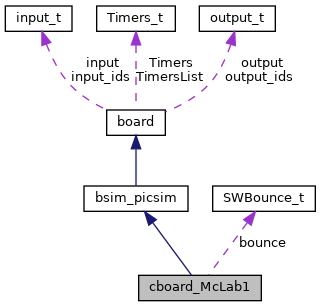 input_t
Timers_t
output_t
input
input_ids
Timers
TimersList
output
output_ids
board
bsim_picsim
SWBounce_t
bounce
cboard_McLab1